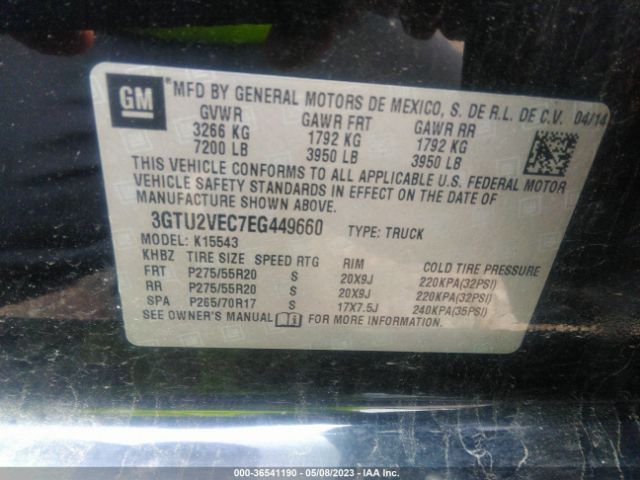 GM
® MFD BY GENERAL MOTORS DE MEXICO, S. DE R.L. DE C.V. 04/14
GVWR GAWR FRT GAWR RR
3266 KG 1792 KG 1792 KG
7200 LB 3950 LB 3950 LB
THIS VEHICLE CONFORMS TO ALL APPLICABLE U.S. FEDERAL MOTOR
VEHICLE SAFETY STANDARDS IN EFFECT ON THE DATE OF
MANUFACTURE SHOWN ABOVE.
3GTU2VEC7EG449660 TYPE: TRUCK
MODEL: K15543
KHBZ TIRE SIZE SPEED RTG RIM COLD TIRE PRESSURE
FRT P275/55R20 S 20X9J 220KPA(32PSI)
RR P275/55R20 S 20X9J 220KPA(32PSI)
SPA P265/70R17 S 17X7.5J 240KPA(35PSI)
SEE OWNER'S MANUAL FOR MORE INFORMATION.
000-36541190 - 05/08/2023 - IAA Inc.